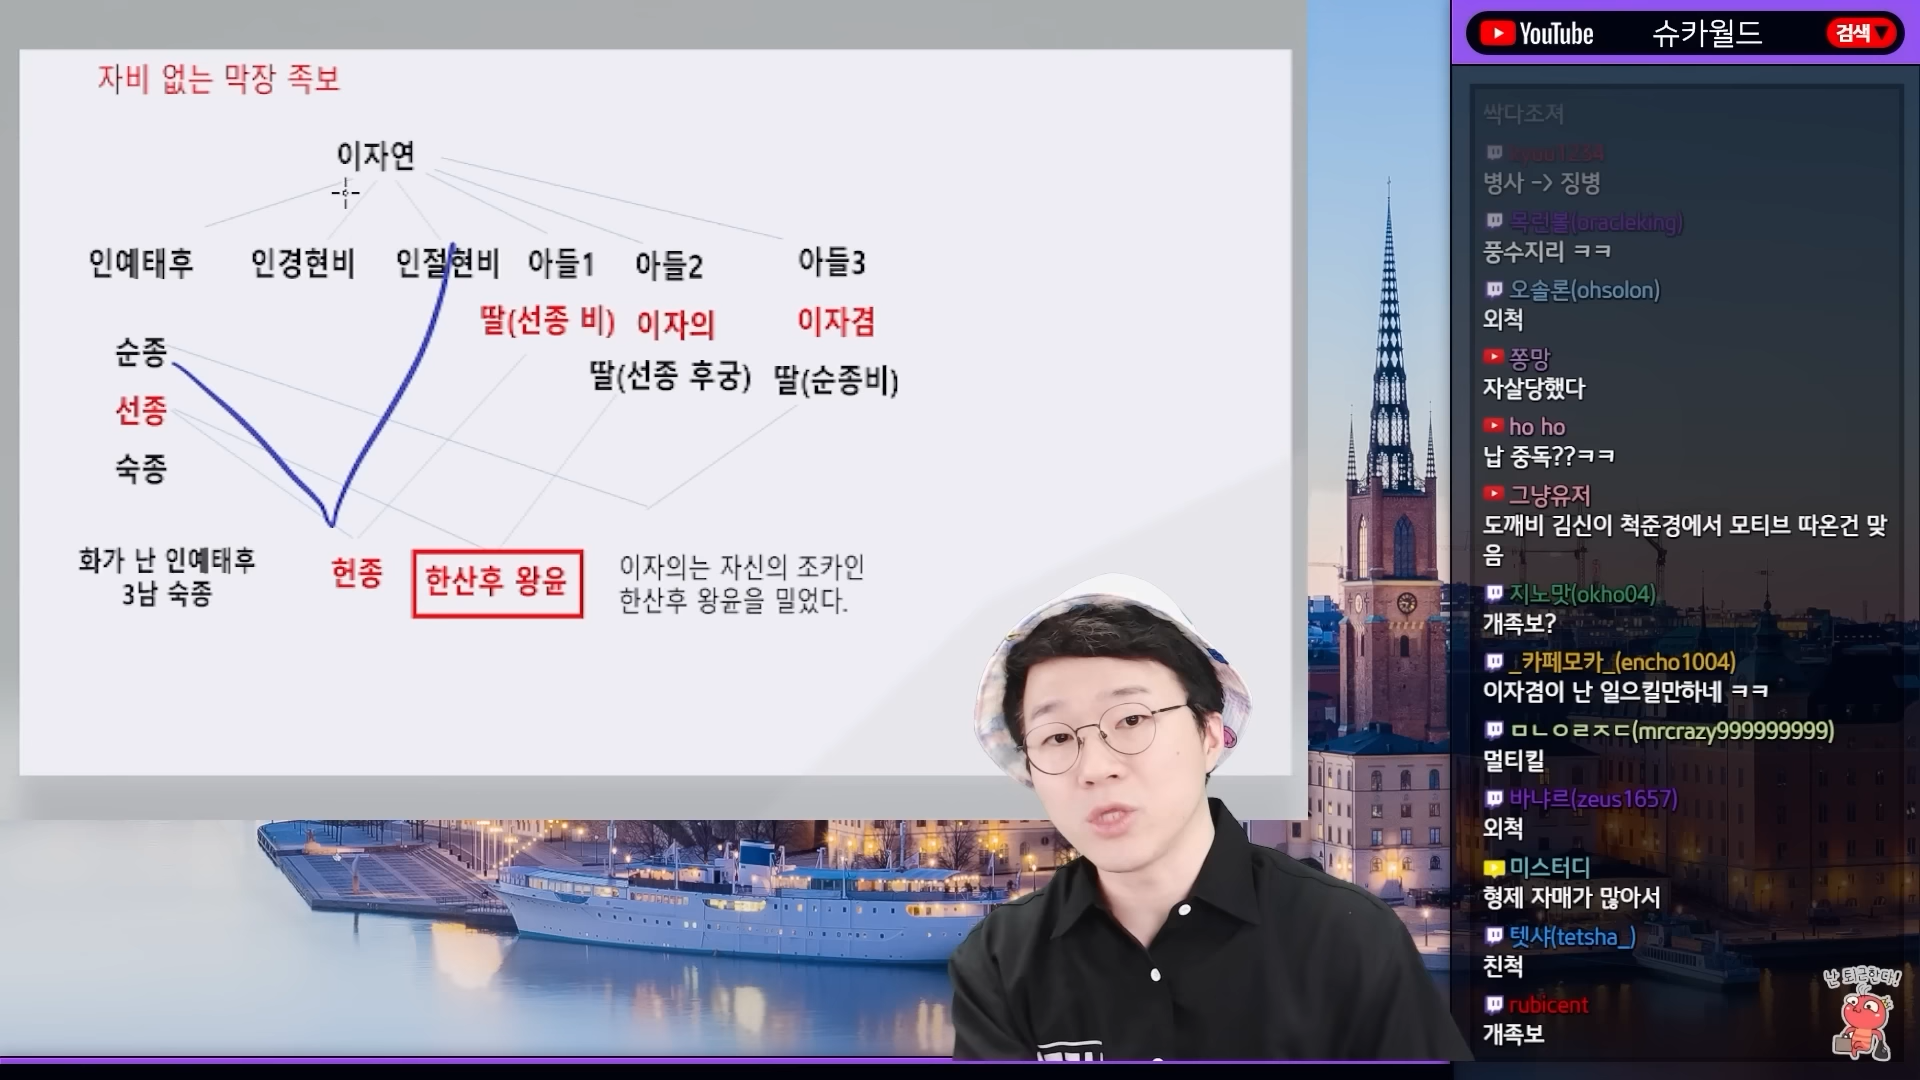 자비 없는 막장 족보
이자연
인예태후 인경현비 인절현비 아들1 아들2 아들3
딸(선종 비) 이자의 이자겸
순종
딸(선종 후궁) 딸(순종비)
선종
숙종
화가 난 인예태후
3남 숙종
헌종
한산후 왕윤
이자의는 자신의 조카인
한산후 왕윤을 밀었다.
YouTube 슈카월드 검색▼
싹다조져
병사 -> 징병
목련볼(oracleking)
풍수지리 ㅋㅋ
오솔론(ohsolon)
외척
쫑망
자살당했다
ho ho
납 중독??ㅋㅋ
그냥유저
도깨비 김신이 척준경에서 모티브 따온건 맞
음
지노맛(okho04)
개족보?
_카페모카_(encho1004)
이자겸이 난 일으킬만하네 ㅋㅋ
ㅁㄴㅇㄹㅈㄷ(mrcrazy999999999)
멀티킬
바냐르(zeus1657)
외척
미스터디
형제 자매가 많아서
텟샤(tetsha_)
친척
rubicent
개족보
난 퇴근한다!